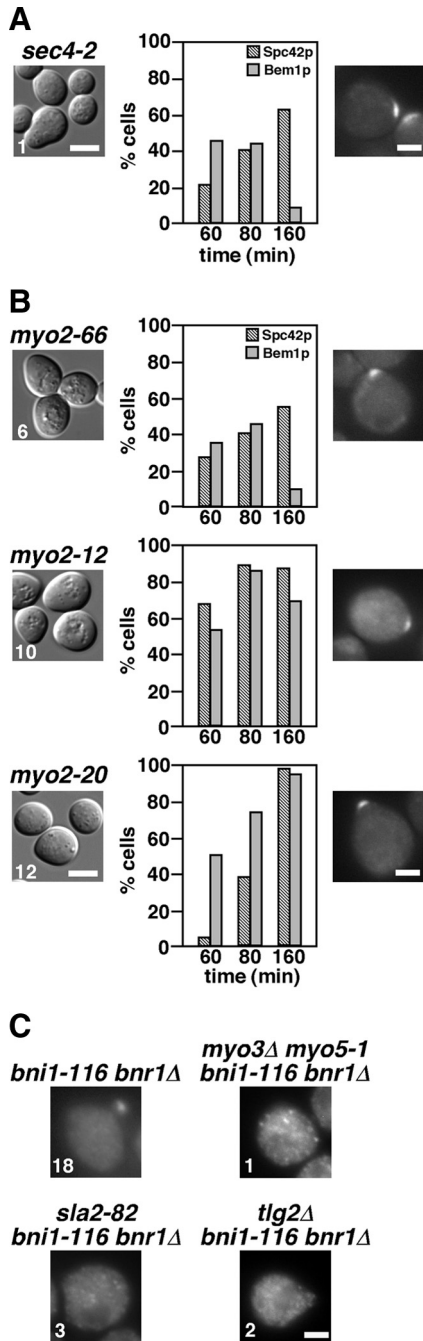 A
sec4-2
1
% cells
100
80
60
40
20
0
Spc42p
Bem1p
60 80 160
time (min)
B
myo2-66
6
% cells
100
80
60
40
20
0
Spc42p
Bem1p
60 80 160
myo2-12
10
% cells
100
80
60
40
20
0
60 80 160
myo2-20
12
% cells
100
80
60
40
20
0
60 80 160
time (min)
C
bni1-116 bnr1Δ
18
myo3Δ myo5-1
bni1-116 bnr1Δ
1
sla2-82
bni1-116 bnr1Δ
3
tlg2Δ
bni1-116 bnr1Δ
2